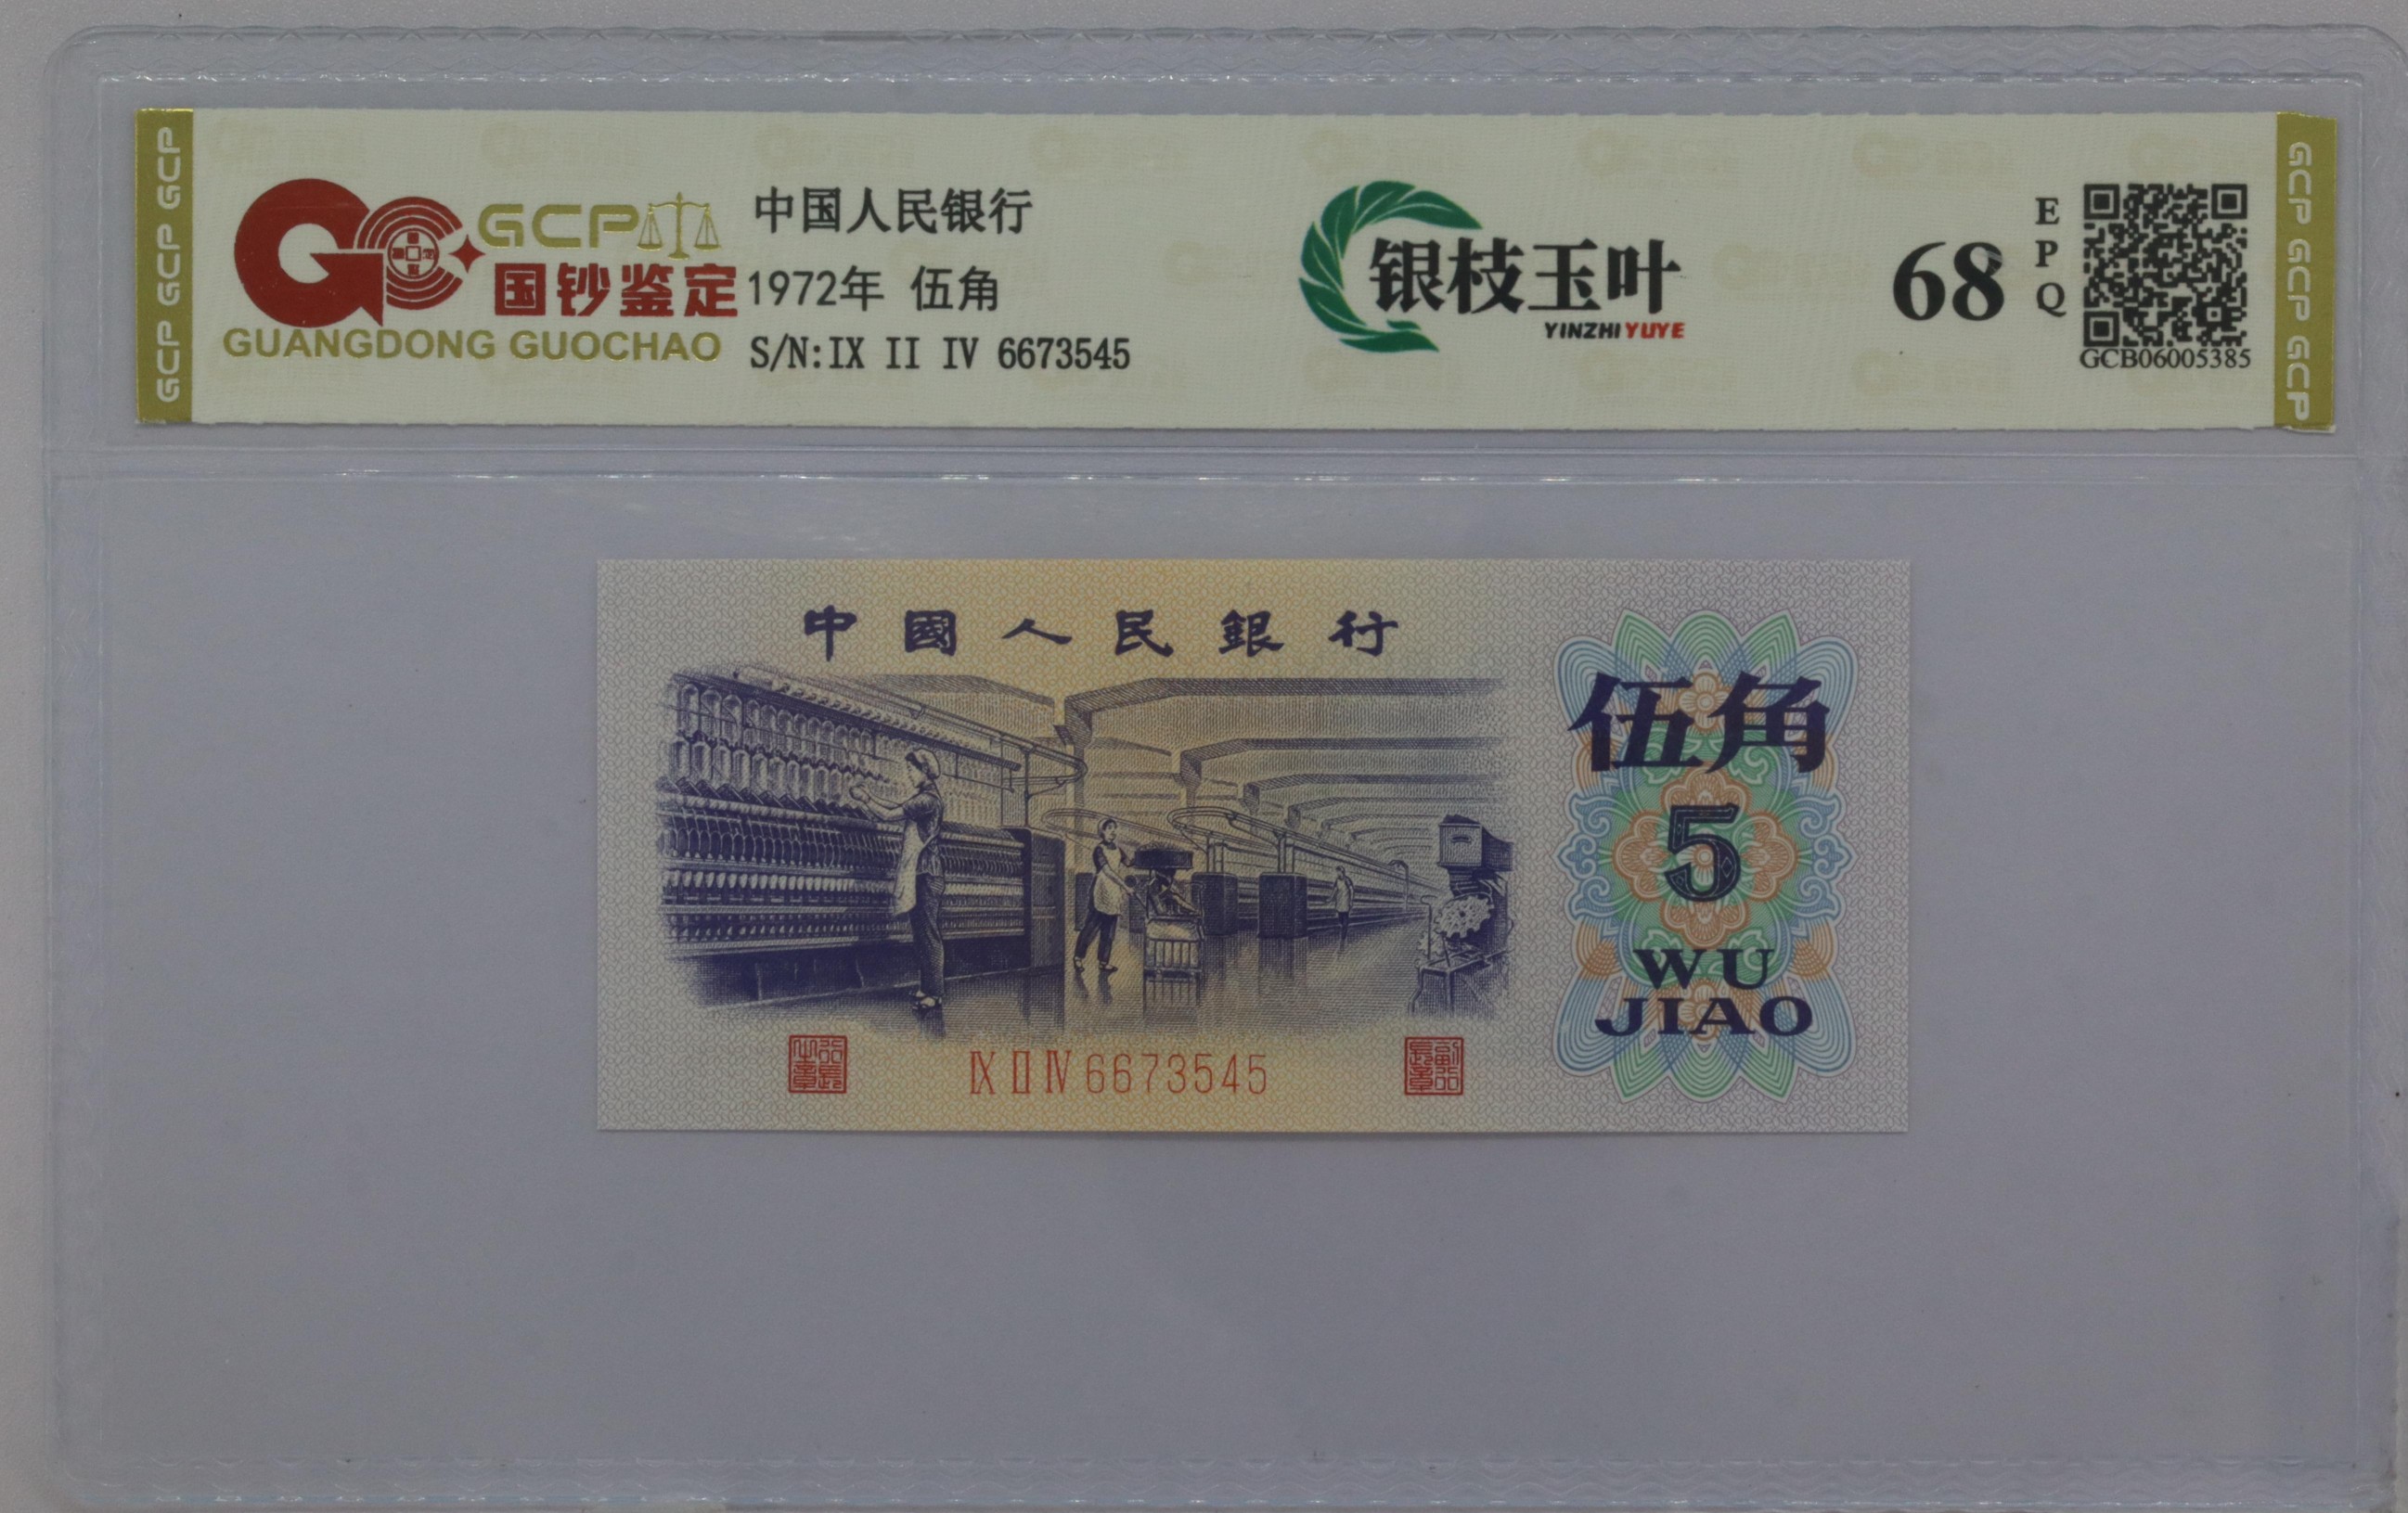 GCP GCP GCP
GCP
国钞鉴定
GUANGDONG GUOCHAO
中国人民银行
1972年 伍角
S/N:IX II IV 6673545
银枝玉叶
YINZHI YUYE
68
EPQ
GCB06005385
GCP GCP GCP
中國人民銀行
伍角
5
WU
JIAO
IX II IV 6673545